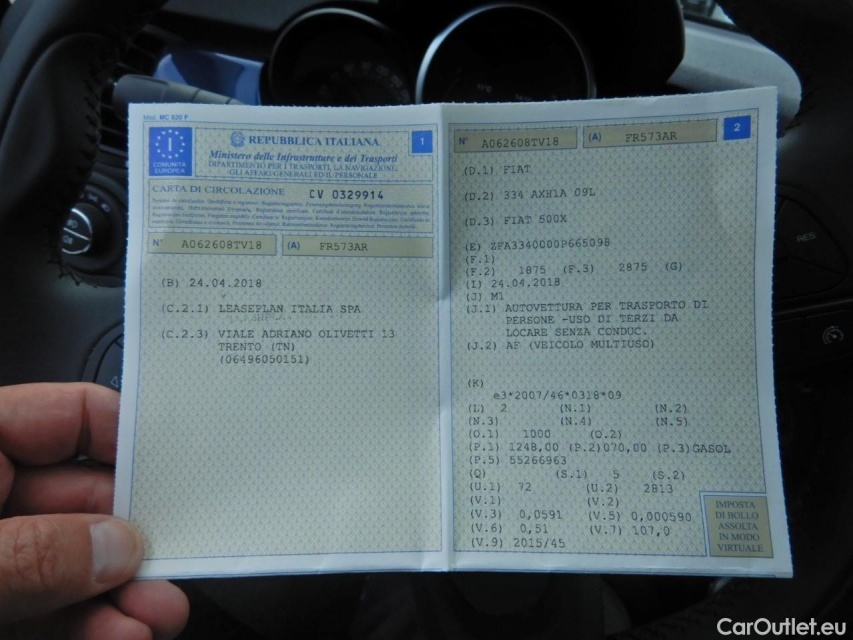 Mod. MC 820 F
I
COMUNITÀ
EUROPEA
REPUBBLICA ITALIANA
1
Ministero delle Infrastrutture e dei Trasporti
DIPARTIMENTO PER I TRASPORTI, LA NAVIGAZIONE,
GLI AFFARI GENERALI ED IL PERSONALE
CARTA DI CIRCOLAZIONE CV 0329914
N° A062608TV18 (A) FR573AR
(B) 24.04.2018
(C.2.1) LEASEPLAN ITALIA SPA
(C.2.3) VIALE ADRIANO OLIVETTI 13
TRENTO (TN)
(06496050151)
N° A062608TV18 (A) FR573AR
2
(D.1) FIAT
(D.2) 334 AXH1A 09L
(D.3) FIAT 500X
(E) ZFA3340000P665098
(F.1)
(F.2) 1875 (F.3) 2875 (G)
(I) 24.04.2018
(J) M1
(J.1) AUTOVETTURA PER TRASPORTO DI
PERSONE -USO DI TERZI DA
LOCARE SENZA CONDUC.
(J.2) AF (VEICOLO MULTIUSO)
(K)
e3*2007/46*0318*09
(L) 2 (N.1) (N.2)
(N.3) (N.4) (N.5)
(O.1) 1000 (O.2)
(P.1) 1248,00 (P.2)070,00 (P.3)GASOL
(P.5) 55266963
(Q) (S.1) 5 (S.2)
(U.1) 72 (U.2) 2813
(V.1) (V.2)
(V.3) 0,0591 (V.5) 0,000590
(V.6) 0,51 (V.7) 107,0
(V.9) 2015/45
IMPOSTA
DI BOLLO
ASSOLTA
IN MODO
VIRTUALE
RES
CarOutlet.eu